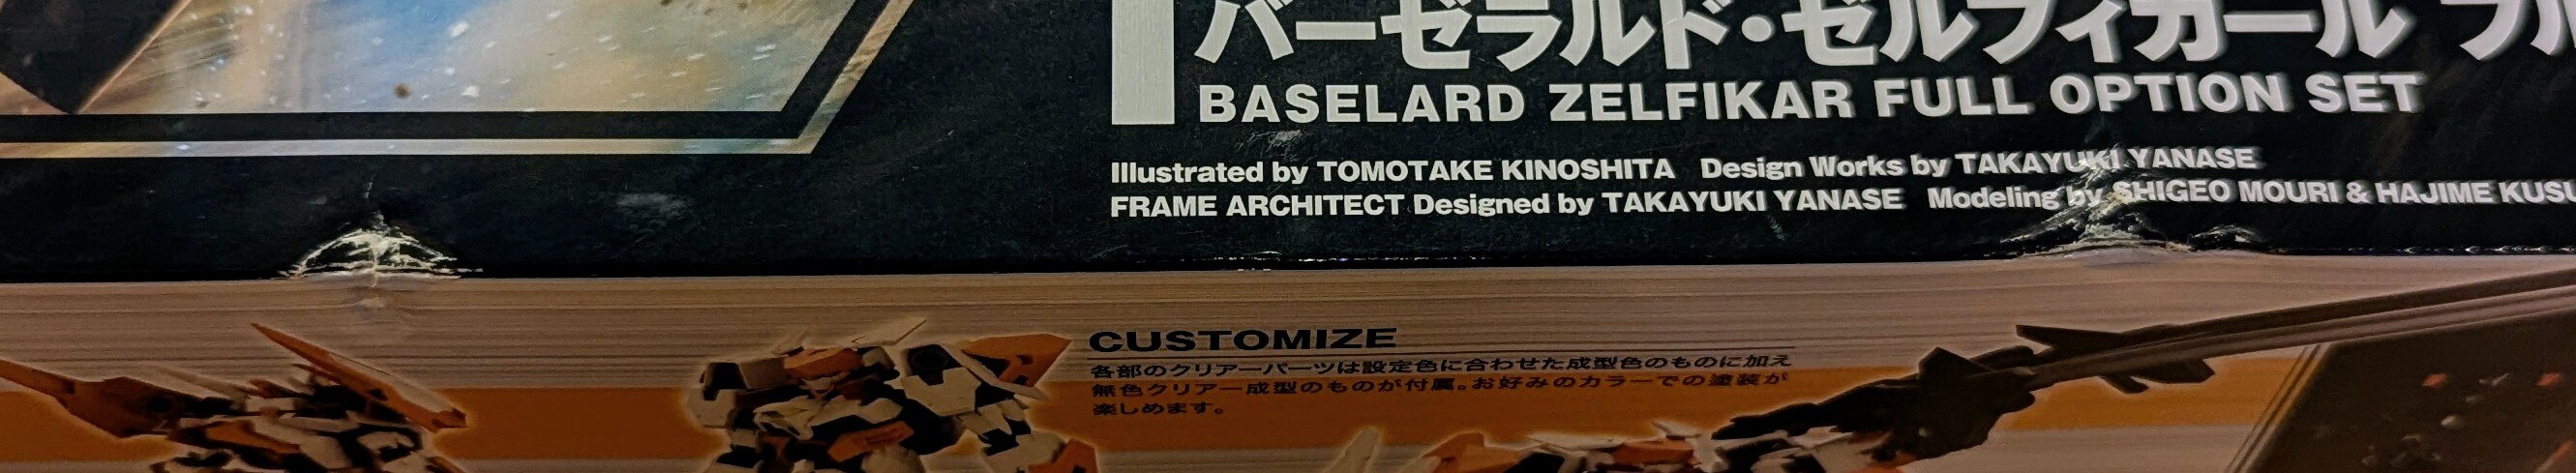 バーゼラルド・ゼルフィカール フル
BASELARD ZELFIKAR FULL OPTION SET
Illustrated by TOMOTAKE KINOSHITA Design Works by TAKAYUKI YANASE
FRAME ARCHITECT Designed by TAKAYUKI YANASE Modeling by SHIGEO MOURI & HAJIME KUSU
CUSTOMIZE
各部のクリアーパーツは設定色に合わせた成型色のものに加え
無色クリアー成型のものが付属。お好みのカラーでの塗装が
楽しめます。